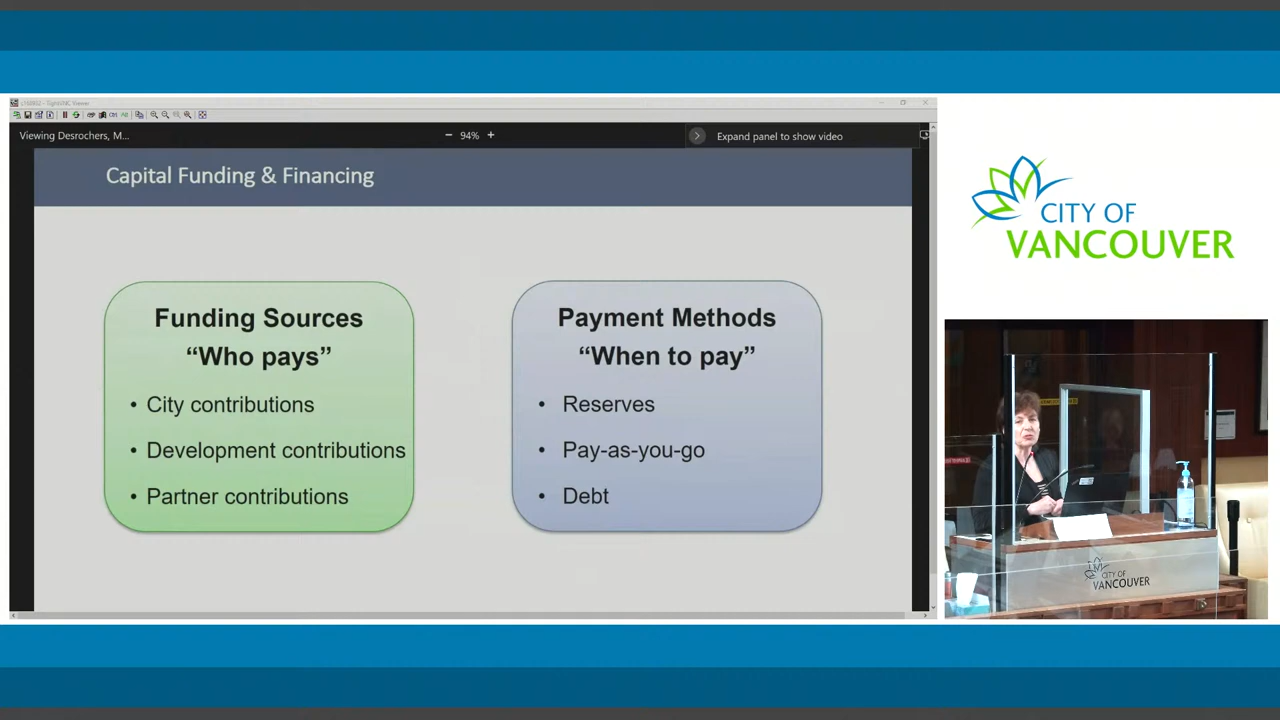 Viewing Desrochers, M...
− 94% +
Expand panel to show video
Capital Funding & Financing
Funding Sources
“Who pays”
• City contributions
• Development contributions
• Partner contributions
Payment Methods
“When to pay”
• Reserves
• Pay-as-you-go
• Debt
CITY OF
VANCOUVER
CITY OF
VANCOUVER